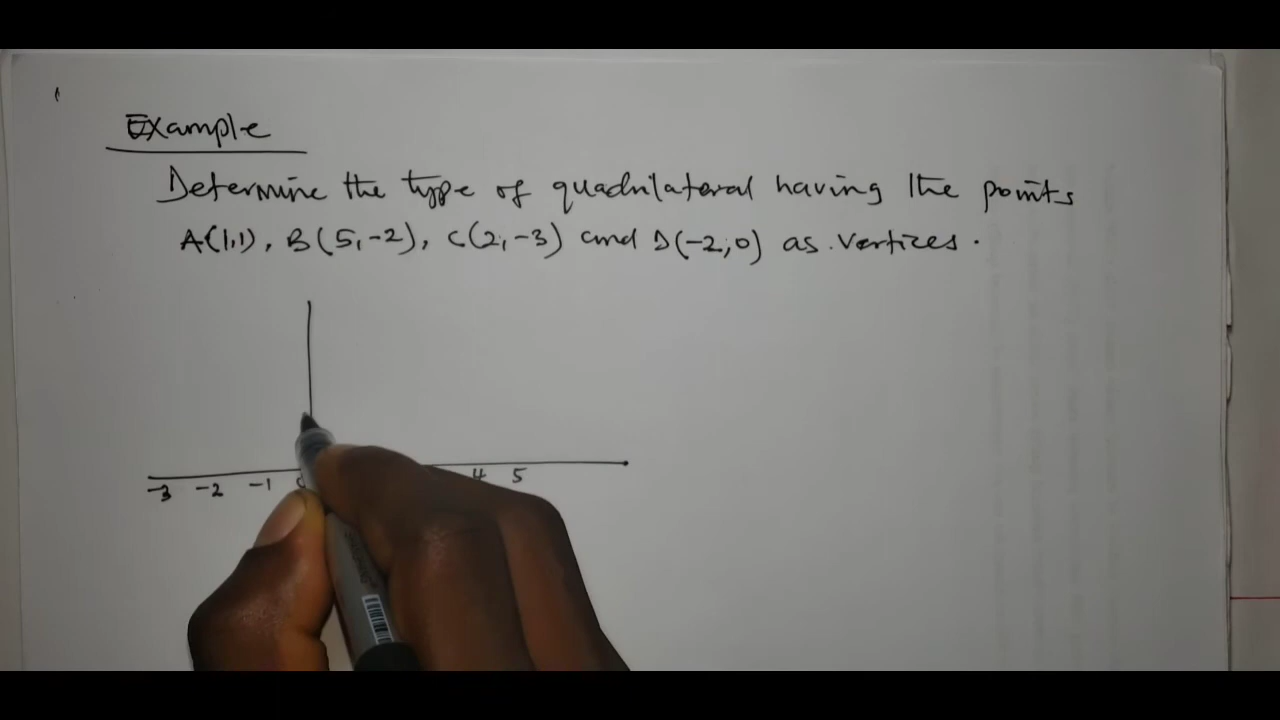 Example
Determine the type of quadrilateral having the points
A(1,1), B(5,-2), C(2,-3) and D(-2,0) as vertices.
-3 -2 -1 4 5